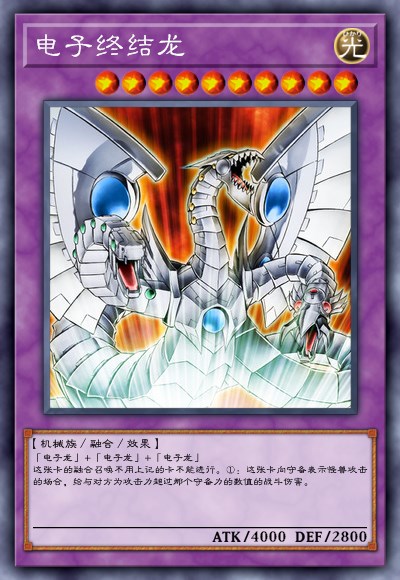 电子终结龙
ひかり
光
【机械族／融合／效果】
「电子龙」+「电子龙」+「电子龙」
这张卡的融合召唤不用上记的卡不能进行。①：这张卡向守备表示怪兽攻击
的场合，给与对方为攻击力超过那个守备力的数值的战斗伤害。
ATK/4000 DEF/2800